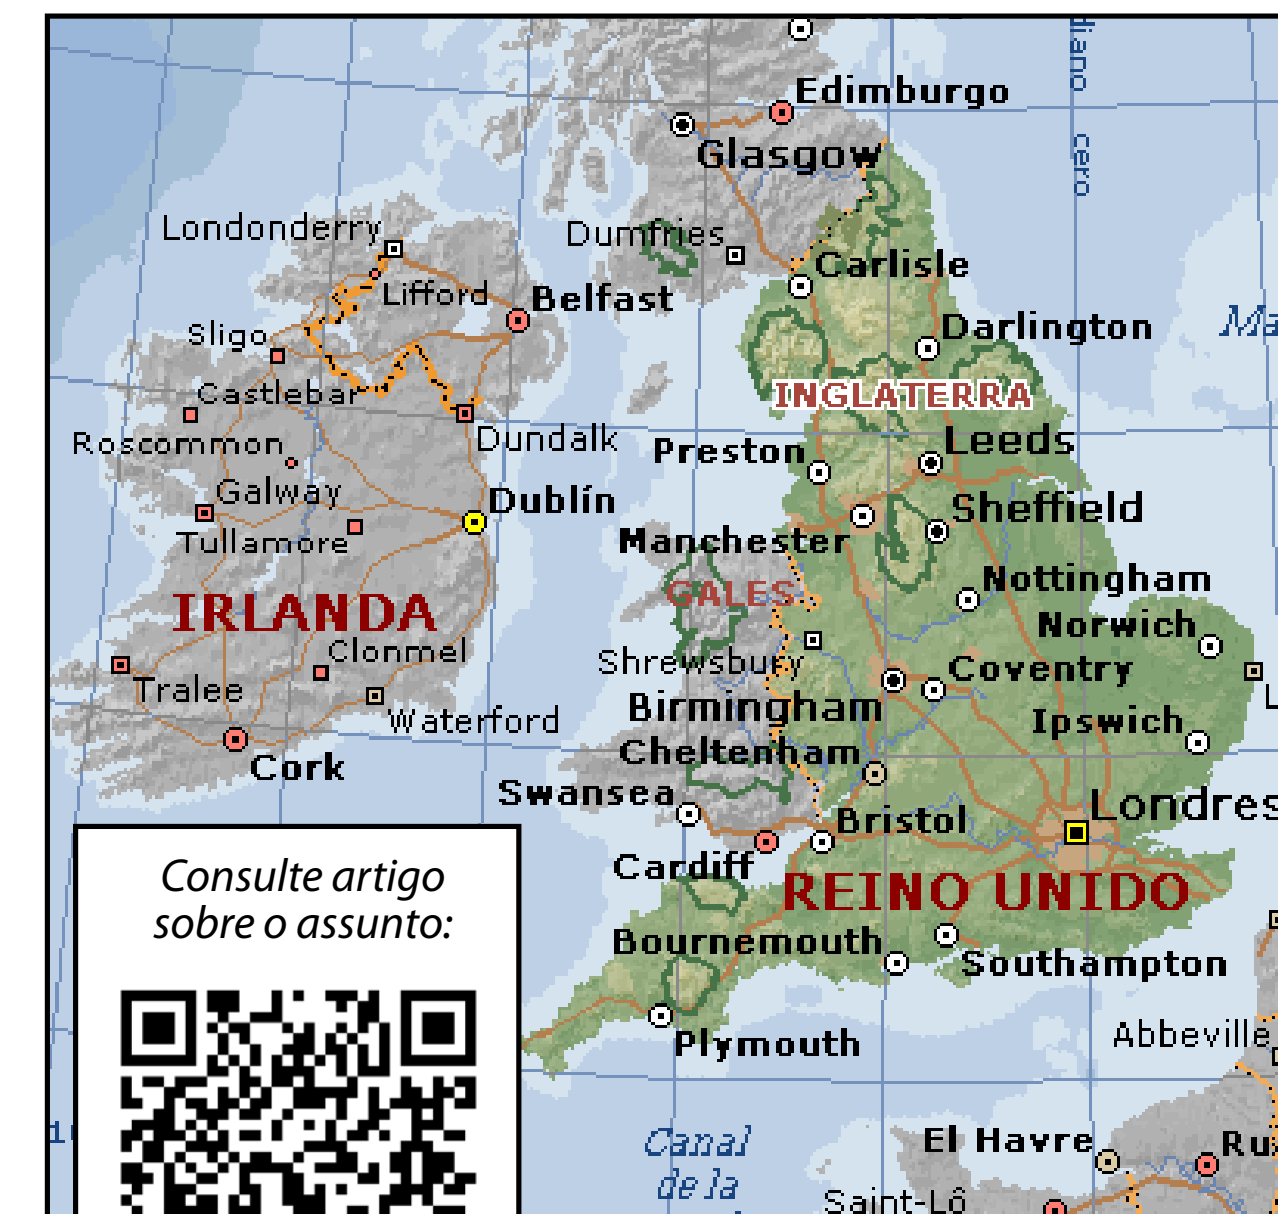 diano
cero
Edimburgo
Glasgow
Londonderry
Dumfries
Carlisle
Lifford
Belfast
Sligo
Darlington
Castlebar
INGLATERRA
Roscommon
Dundalk
Preston
Leeds
Galway
Dublín
Sheffield
Tullamore
Manchester
GALES
Nottingham
IRLANDA
Norwich
Clonmel
Shrewsbury
Coventry
Tralee
Waterford
Birmingham
Ipswich
Cork
Cheltenham
Swansea
Bristol
Londres
Cardiff
REINO UNIDO
Consulte artigo
sobre o assunto:
Bournemouth
Southampton
Plymouth
Abbeville
Canal
de la
El Havre
Saint-Lô